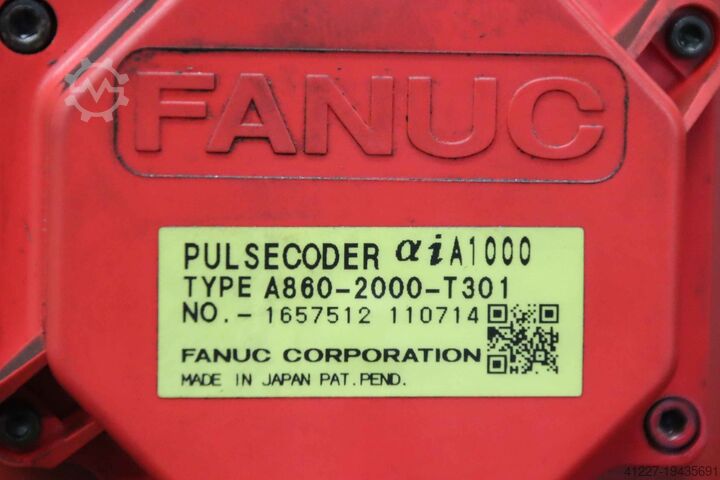 FANUC
PULSECODER αiA1000
TYPE A860-2000-T301
NO.- 1657512 110714
FANUC CORPORATION
MADE IN JAPAN PAT.PEND.
41227-19435691